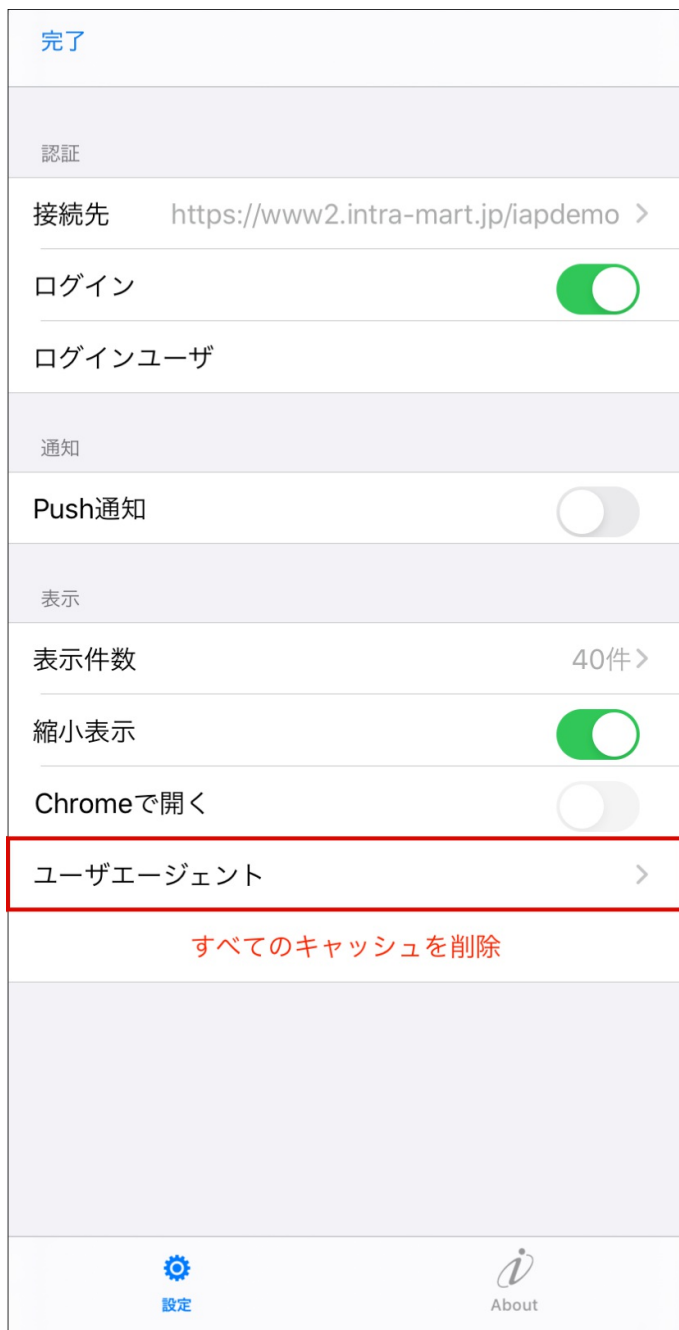 完了
認証
接続先 https://www2.intra-mart.jp/iapdemo
ログイン
ログインユーザ
通知
Push通知
表示
表示件数 40件
縮小表示
Chromeで開く
ユーザエージェント
すべてのキャッシュを削除
設定 About